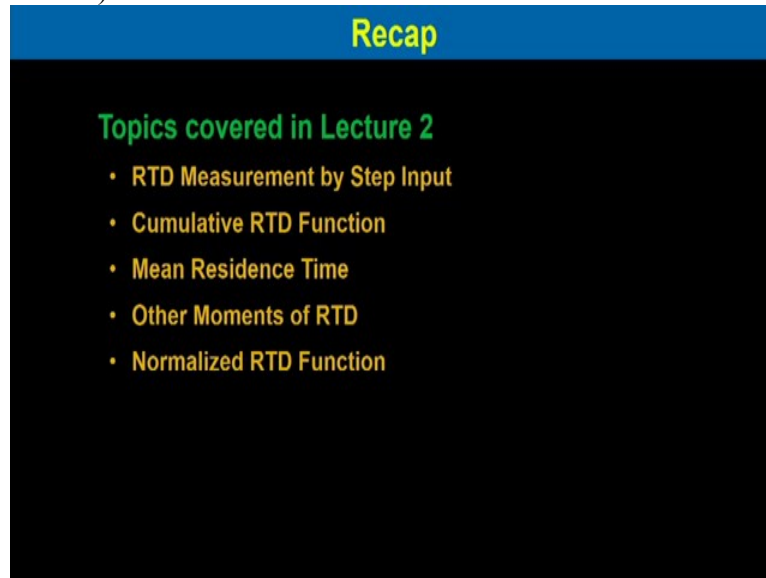 Recap
Topics covered in Lecture 2
• RTD Measurement by Step Input
• Cumulative RTD Function
• Mean Residence Time
• Other Moments of RTD
• Normalized RTD Function